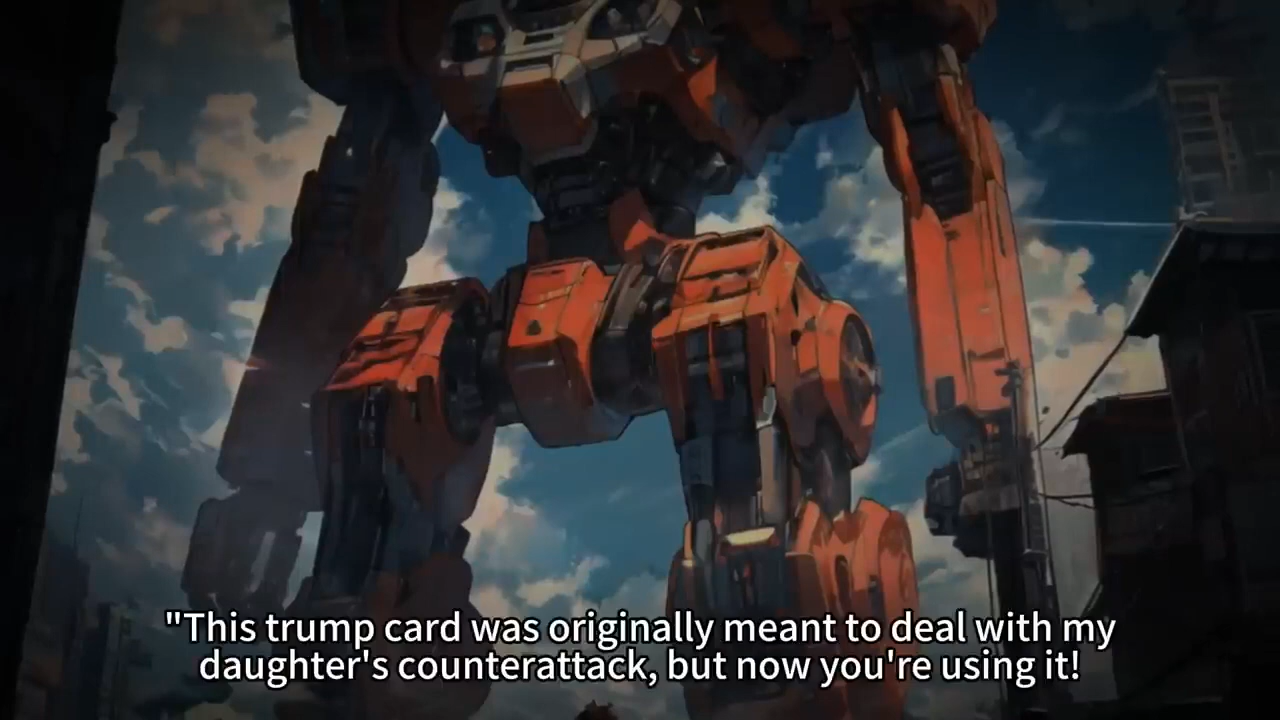 "This trump card was originally meant to deal with my
daughter's counterattack, but now you're using it!